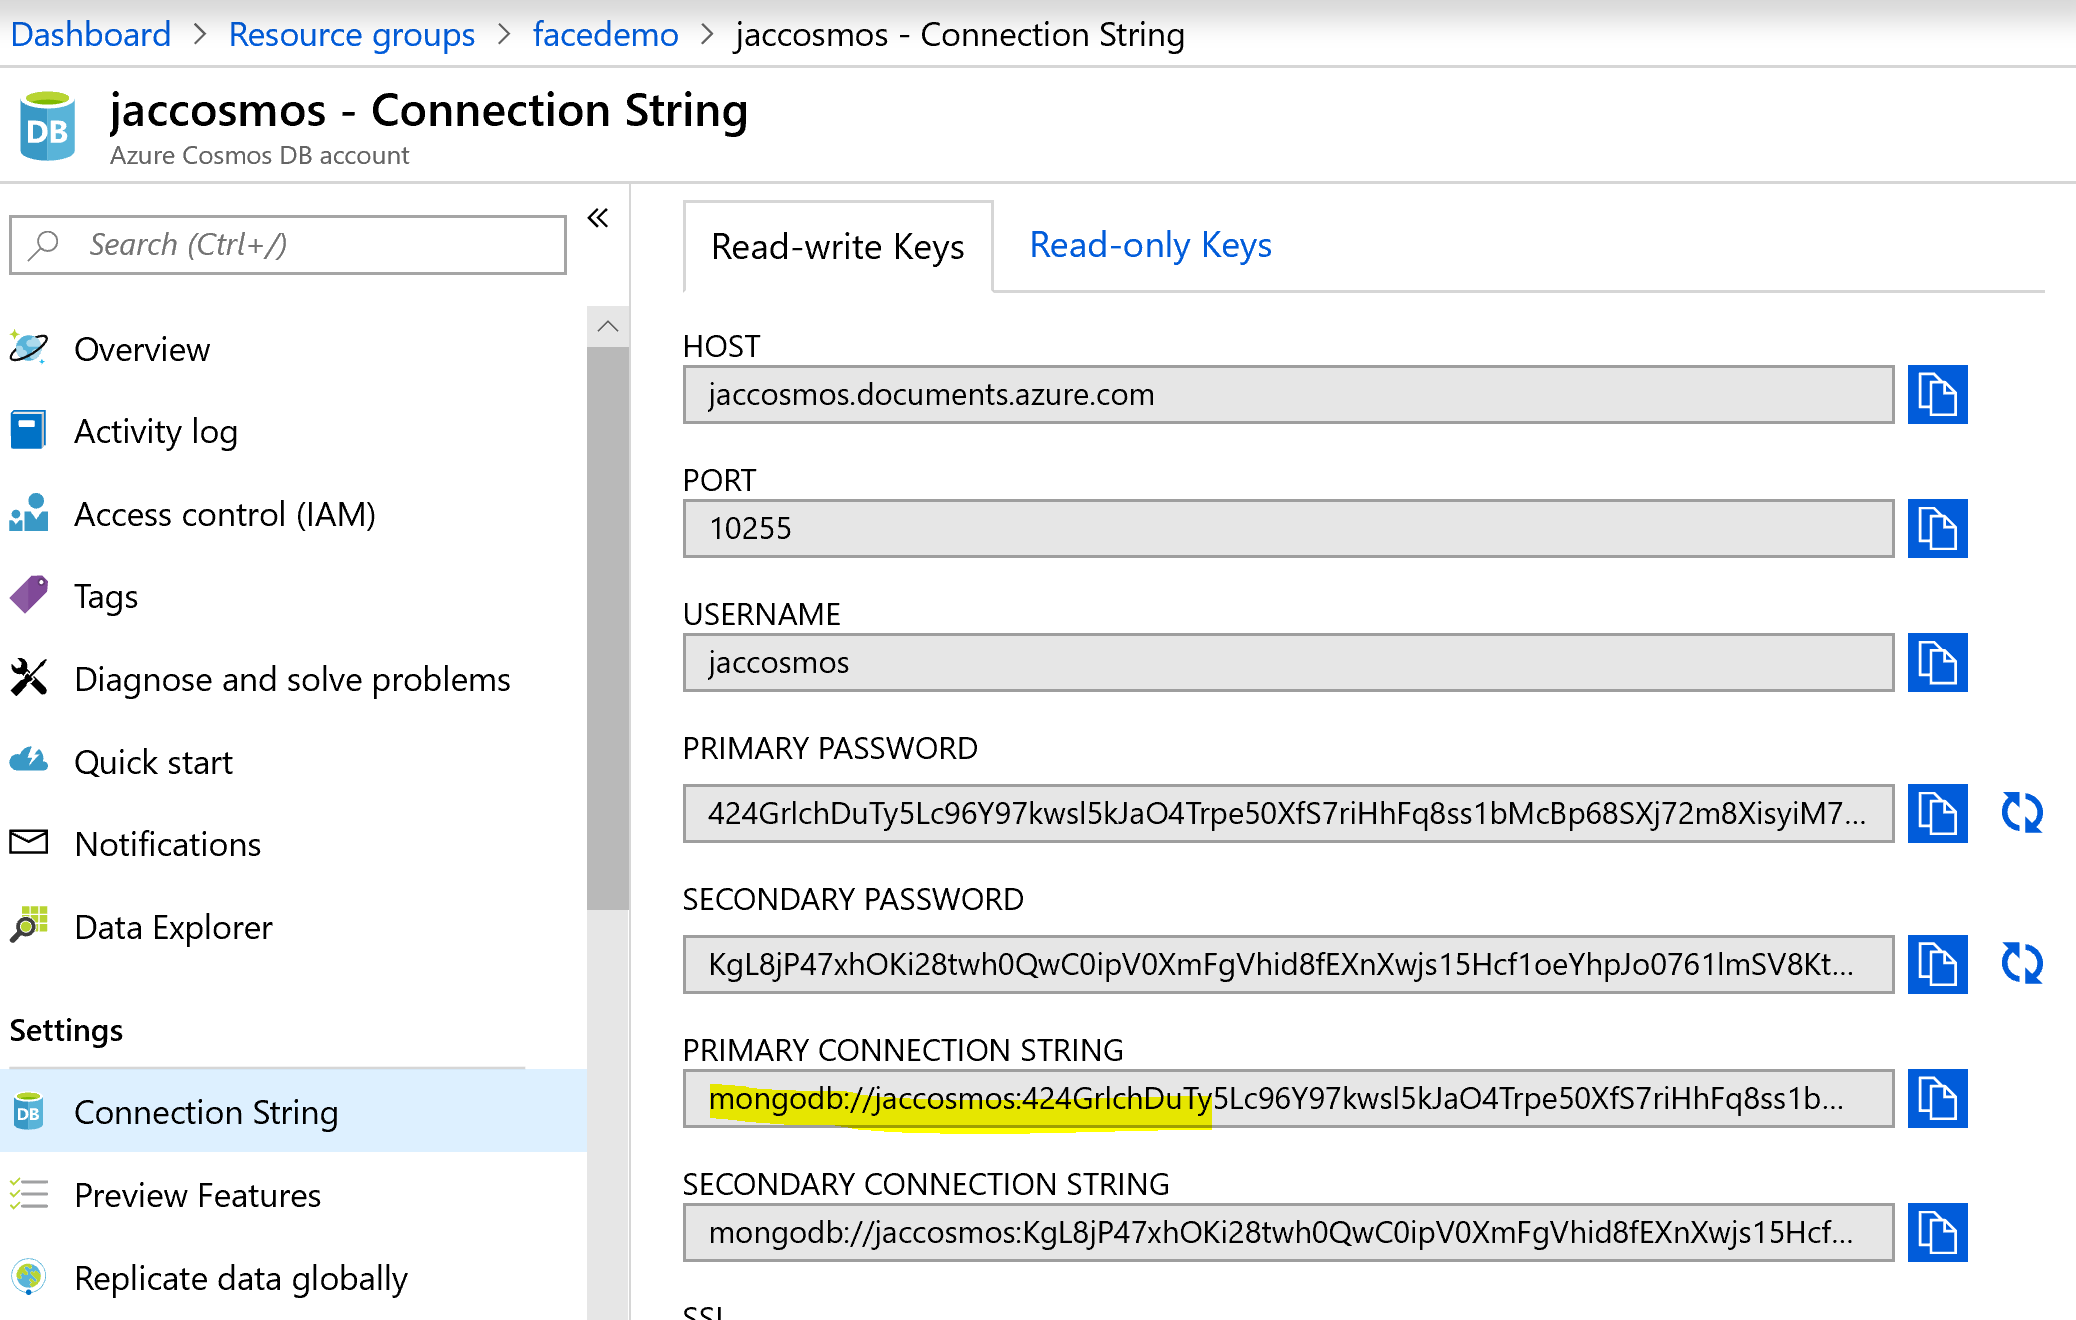 Dashboard > Resource groups > facedemo > jaccosmos - Connection String
jaccosmos - Connection String
DB
Azure Cosmos DB account
Search (Ctrl+/)
«
Overview
Activity log
Access control (IAM)
Tags
Diagnose and solve problems
Quick start
Notifications
Data Explorer
Settings
DB
Connection String
Preview Features
Replicate data globally
Read-write Keys
Read-only Keys
HOST
jaccosmos.documents.azure.com
PORT
10255
USERNAME
jaccosmos
PRIMARY PASSWORD
424GrlchDuTy5Lc96Y97kwsl5kJaO4Trpe50XfS7riHhFq8ss1bMcBp68SXj72m8XisyiM7...
SECONDARY PASSWORD
KgL8jP47xhOKi28twh0QwC0ipV0XmFgVhid8fEXnXwjs15Hcf1oeYhpJo0761lmSV8Kt...
PRIMARY CONNECTION STRING
mongodb://jaccosmos:424GrlchDuTy5Lc96Y97kwsl5kJaO4Trpe50XfS7riHhFq8ss1b...
SECONDARY CONNECTION STRING
mongodb://jaccosmos:KgL8jP47xhOKi28twh0QwC0ipV0XmFgVhid8fEXnXwjs15Hcf...
SSL